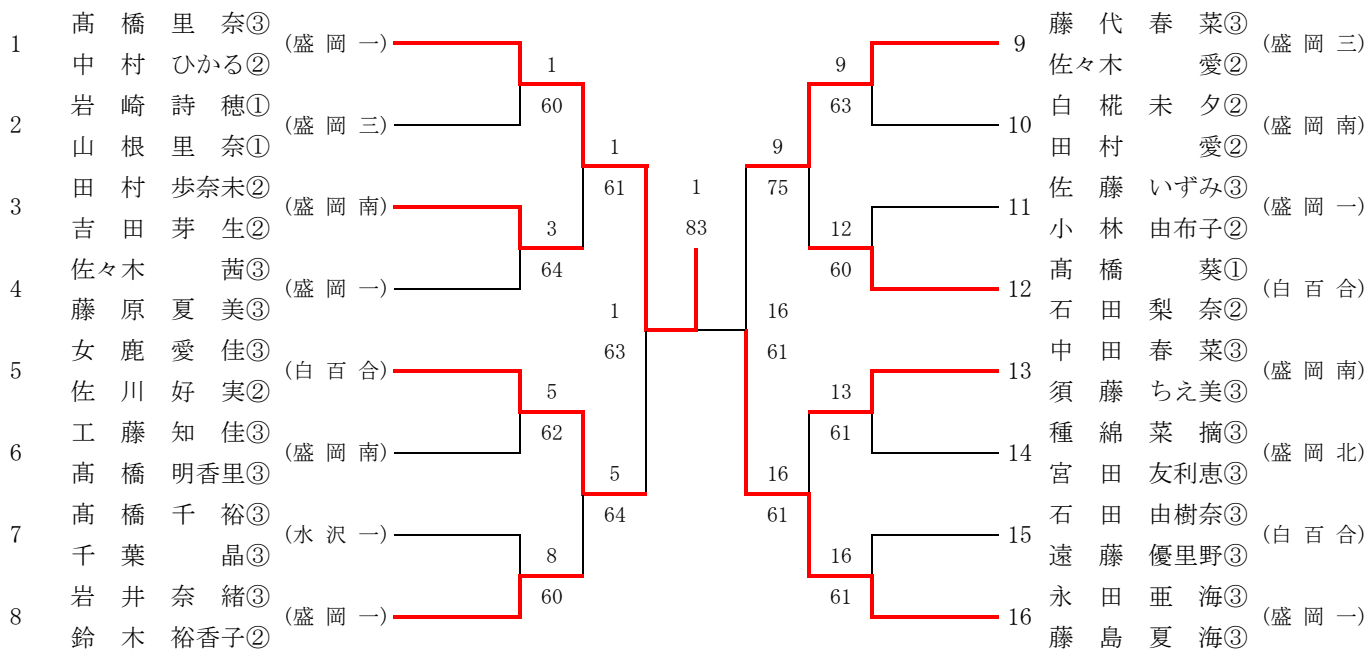 1 髙橋里奈③ (盛岡一)
中村ひかる②
2 岩崎詩穂① (盛岡三)
山根里奈①
3 田村歩奈未② (盛岡南)
吉田芽生②
4 佐々木茜③ (盛岡一)
藤原夏美③
5 女鹿愛佳③ (白百合)
佐川好実②
6 工藤知佳③ (盛岡南)
髙橋明香里③
7 髙橋千裕③ (水沢一)
千葉晶③
8 岩井奈緒③ (盛岡一)
鈴木裕香子②
1
60
3
64
5
62
8
60
1
61
5
64
1
63
1
83
16
61
9
75
16
61
9
63
12
60
13
61
16
61
9 藤代春菜③ (盛岡三)
佐々木愛②
10 白椛未夕② (盛岡南)
田村愛②
11 佐藤いずみ③ (盛岡一)
小林由布子②
12 髙橋葵① (白百合)
石田梨奈②
13 中田春菜③ (盛岡南)
須藤ちえ美③
14 種綿菜摘③ (盛岡北)
宮田友利恵③
15 石田由樹奈③ (白百合)
遠藤優里野③
16 永田亜海③ (盛岡一)
藤島夏海③